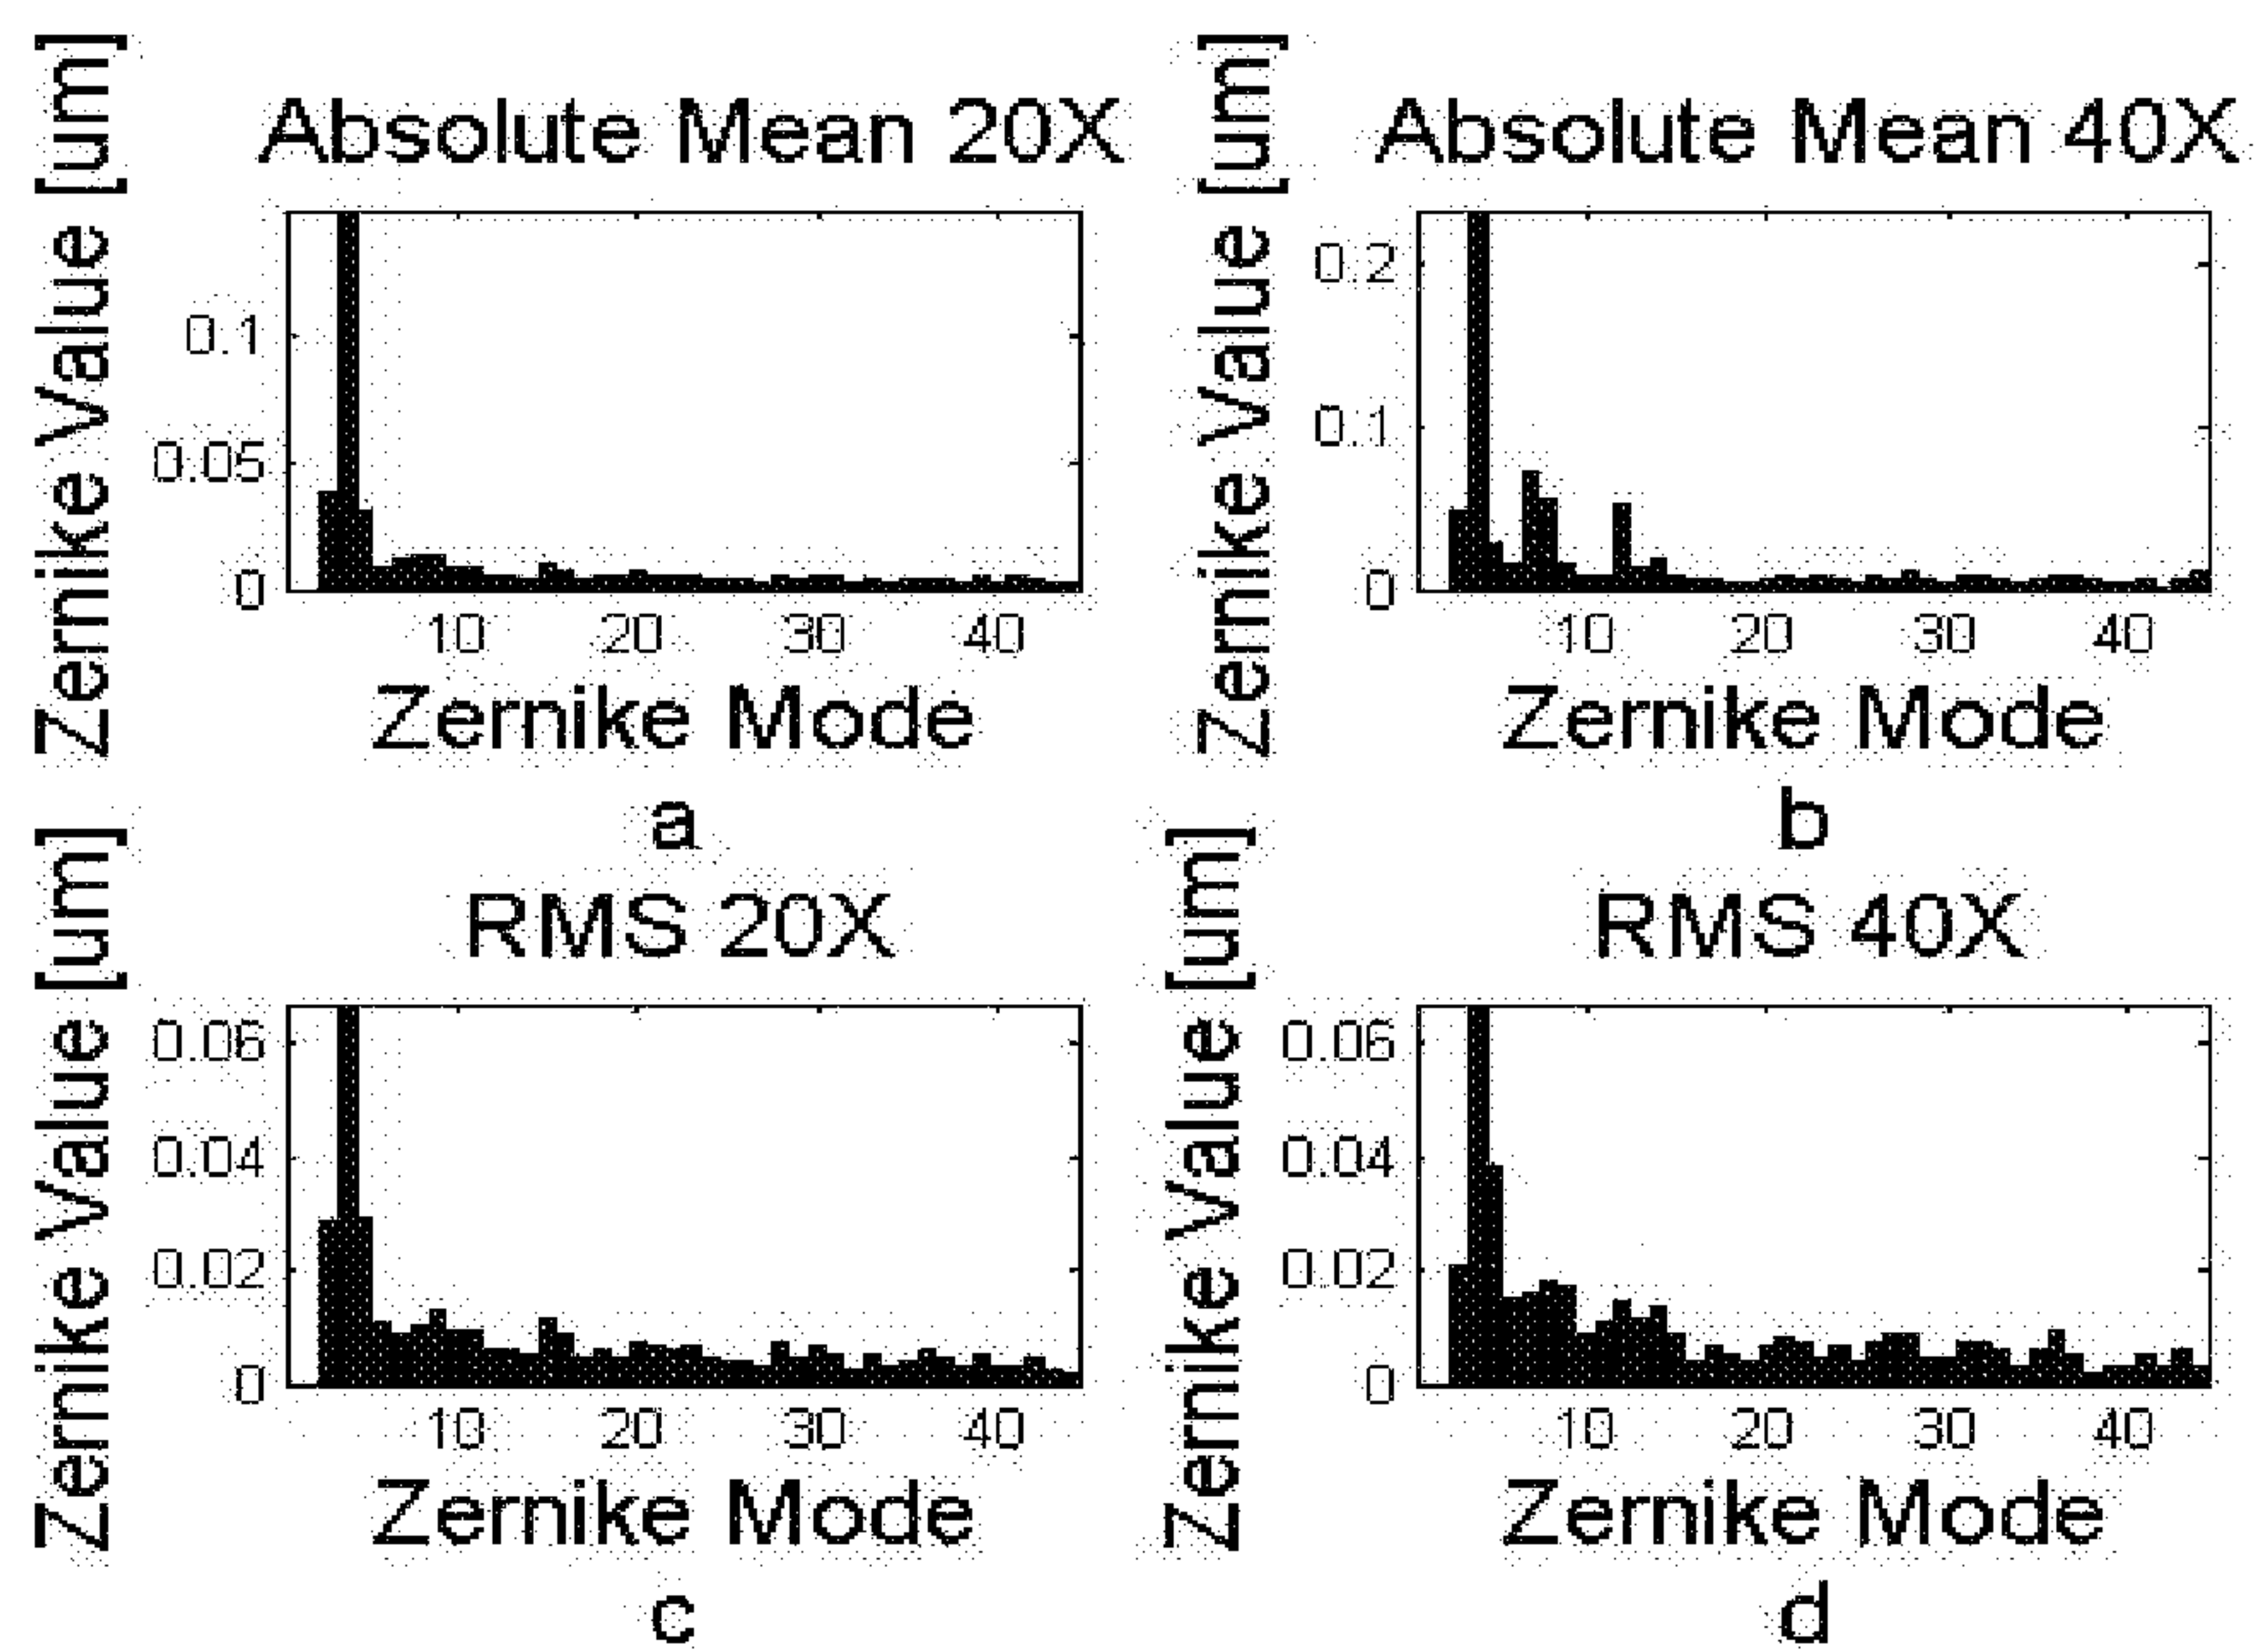 Absolute Mean 20X
Zernike Value [um]
0.1
0.05
0
10 20 30 40
Zernike Mode
a
Absolute Mean 40X
Zernike Value [um]
0.2
0.1
0
10 20 30 40
Zernike Mode
b
RMS 20X
Zernike Value [um]
0.06
0.04
0.02
0
10 20 30 40
Zernike Mode
c
RMS 40X
Zernike Value [um]
0.06
0.04
0.02
0
10 20 30 40
Zernike Mode
d